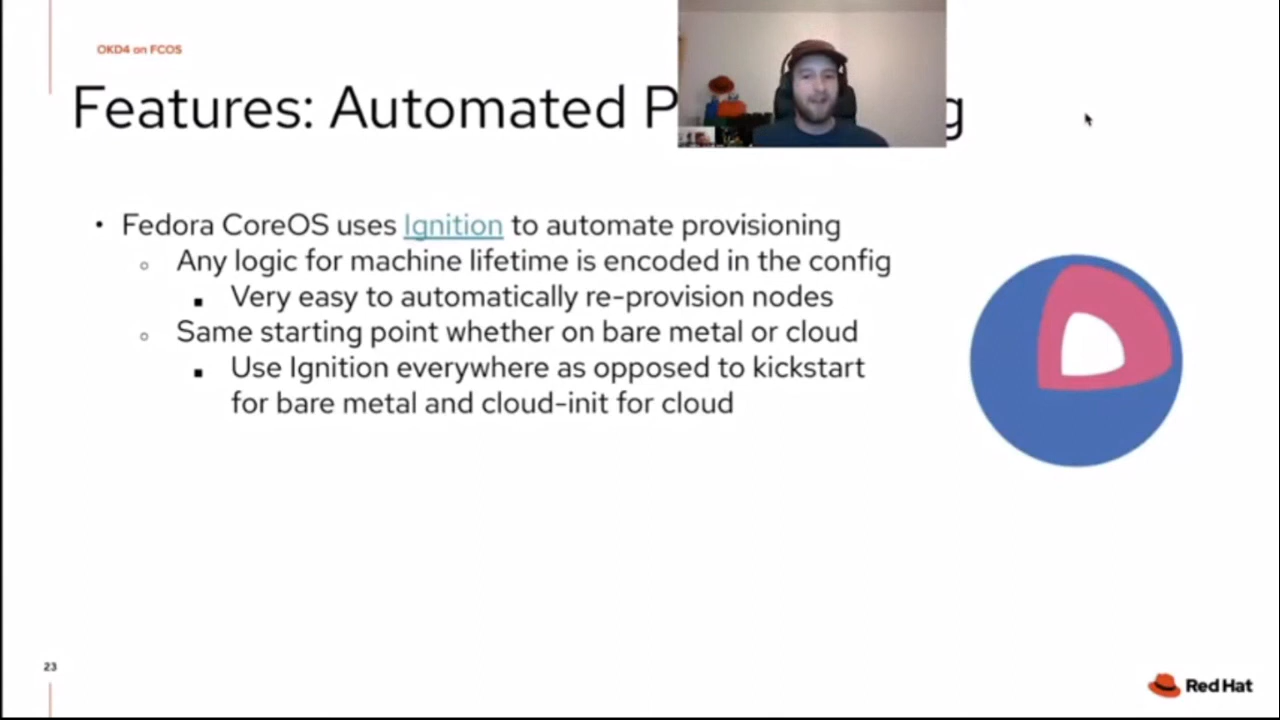 OKD4 on FCOS
Features: Automated P g
• Fedora CoreOS uses Ignition to automate provisioning
○ Any logic for machine lifetime is encoded in the config
■ Very easy to automatically re-provision nodes
○ Same starting point whether on bare metal or cloud
■ Use Ignition everywhere as opposed to kickstart
for bare metal and cloud-init for cloud
23
Red Hat